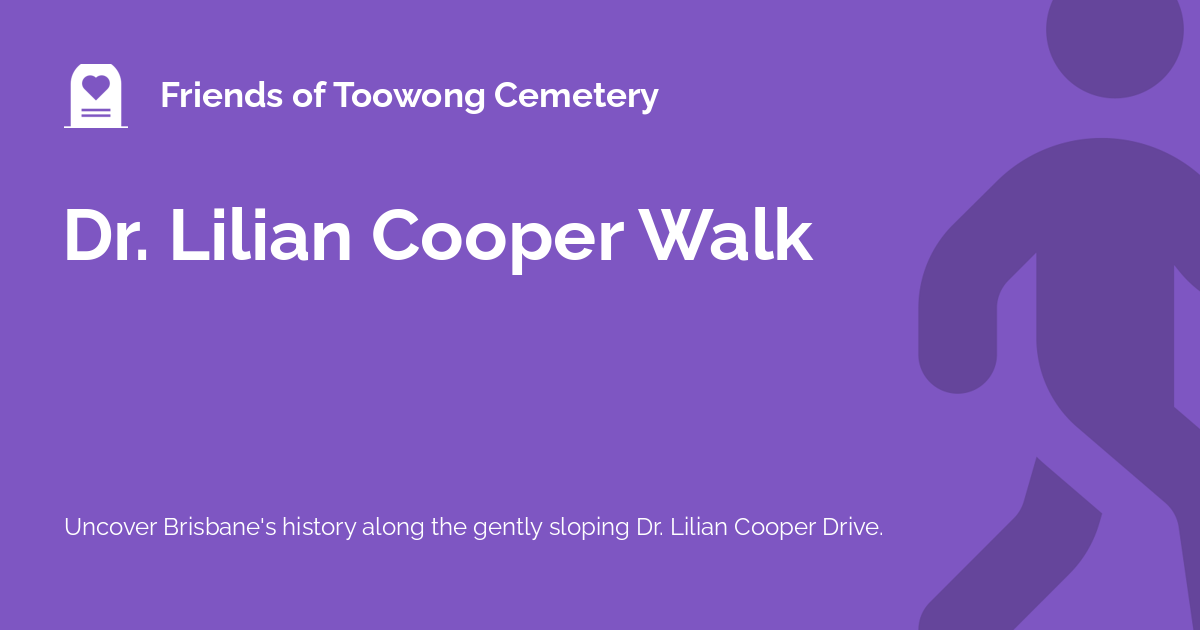 Friends of Toowong Cemetery
Dr. Lilian Cooper Walk
Uncover Brisbane's history along the gently sloping Dr. Lilian Cooper Drive.